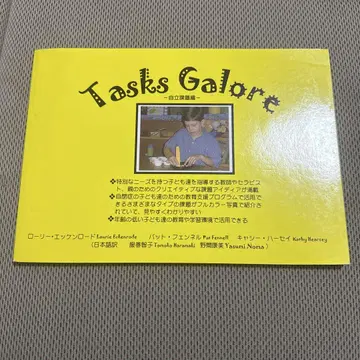 Tasks Galore
－自立課題編－
❖特別なニーズを持つ子ども達を指導する教師やセラピス
ト、親のためのクリエイティブな課題アイディアが満載
❖自閉症の子ども達のための教育支援プログラムで活用で
きるさまざまなタイプの課題がフルカラー写真で紹介さ
れていて、見やすくわかりやすい
❖年齢の低い子ども達の教育や学習環境で活用できる
ローリー・エッケンロード Laurie Eckenrode パット・フェンネル Pat Fennell キャシー・ハーセイ Kathy Hearsey
(日本語訳 服巻智子 Tomoko Haramaki 野間康美 Yasumi Noma )